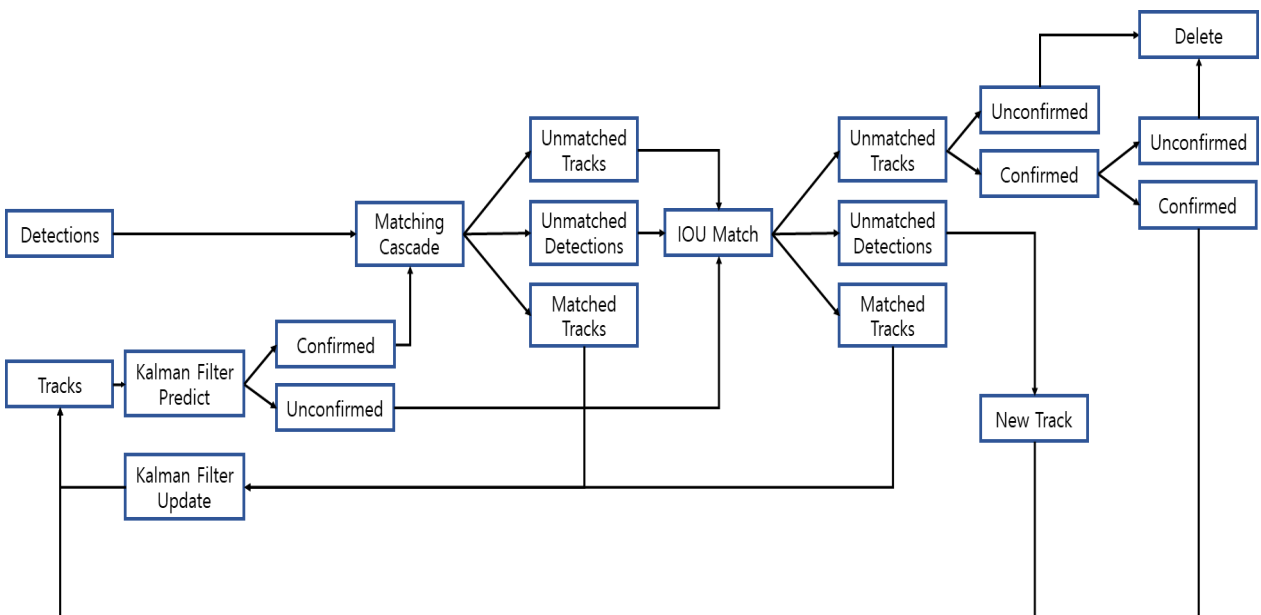 Delete
Unconfirmed
Unmatched
Tracks
Unmatched
Tracks
Unconfirmed
Confirmed
Confirmed
Detections
Matching
Cascade
Unmatched
Detections
IOU Match
Unmatched
Detections
Matched
Tracks
Matched
Tracks
Confirmed
Tracks
Kalman Filter
Predict
Unconfirmed
New Track
Kalman Filter
Update